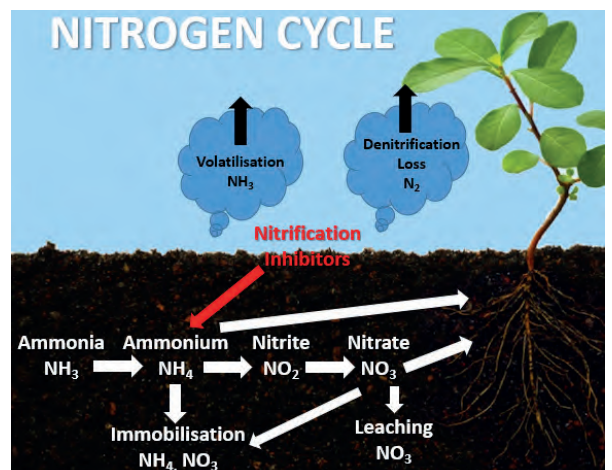 NITROGEN CYCLE
Volatilisation
NH₃
Denitrification
Loss
N₂
Nitrification
Inhibitors
Ammonia
NH₃
Ammonium
NH₄
Nitrite
NO₂
Nitrate
NO₃
Immobilisation
NH₄, NO₃
Leaching
NO₃